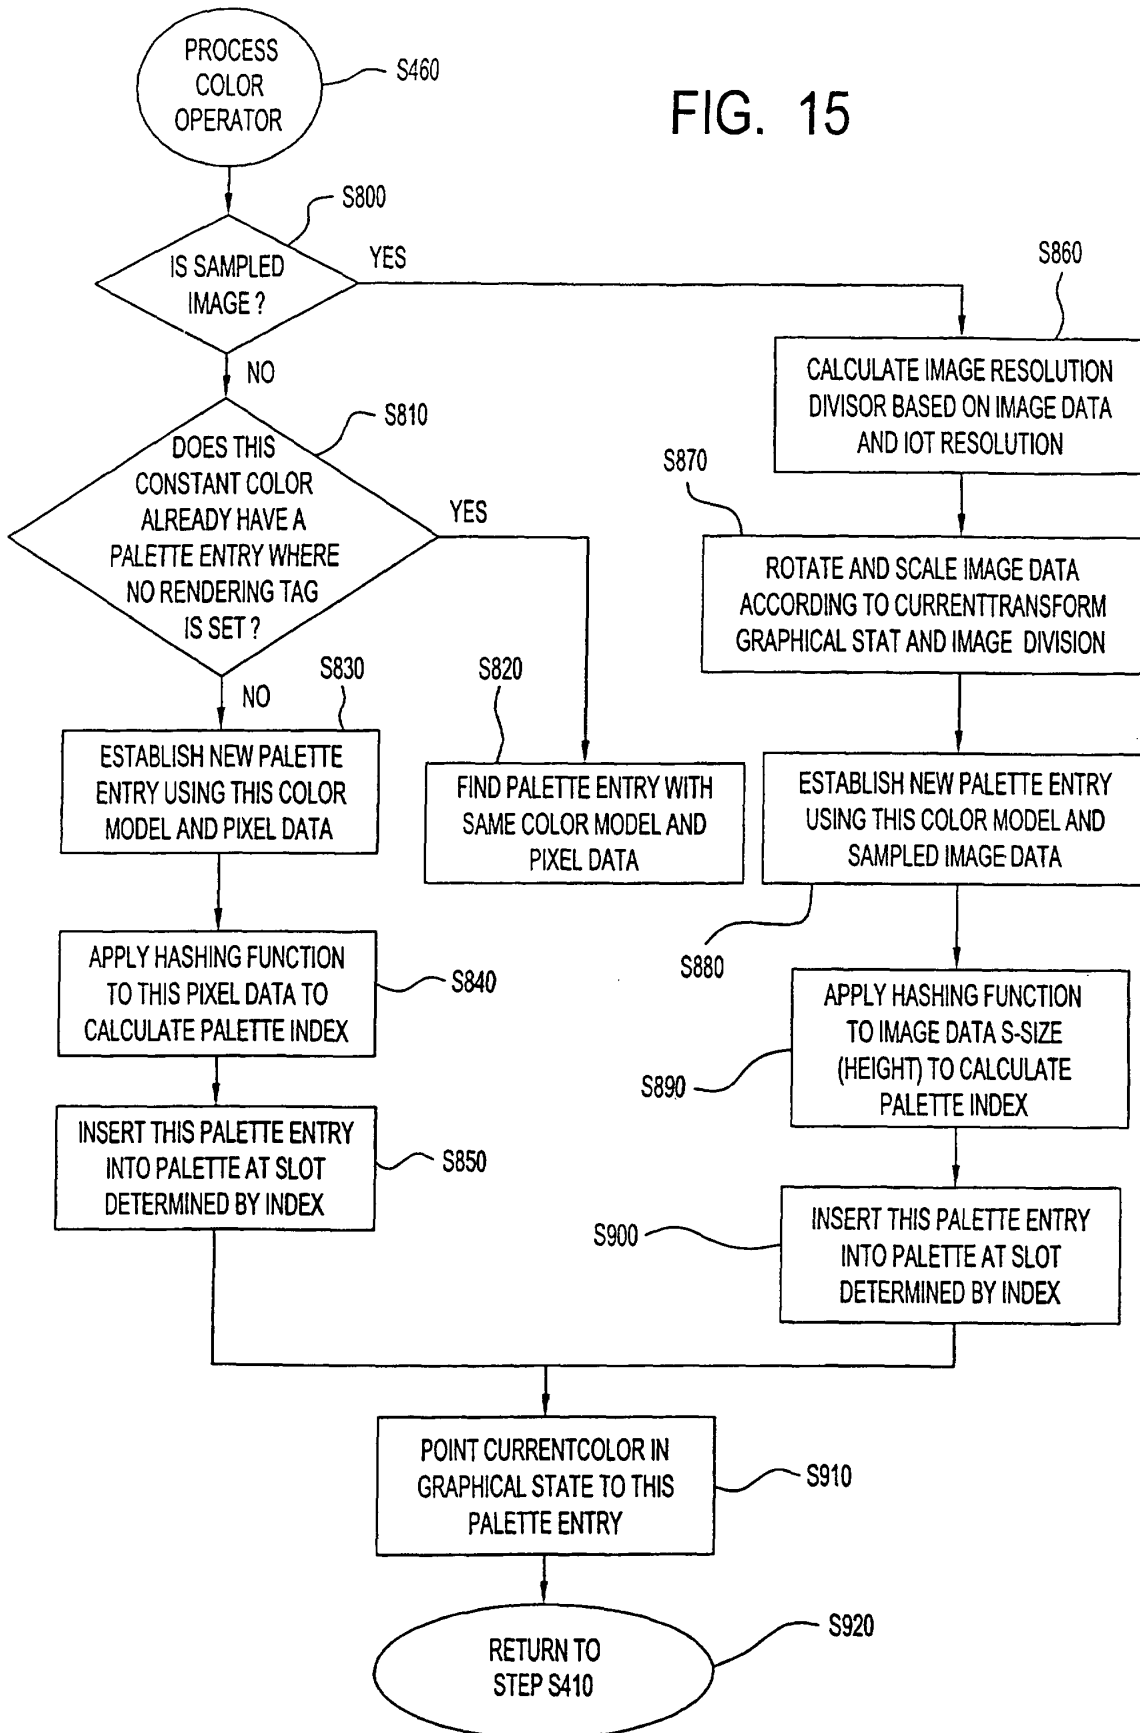 FIG. 15
PROCESS
COLOR
OPERATOR
S460
S800
IS SAMPLED
IMAGE ?
YES
NO
S810
DOES THIS
CONSTANT COLOR
ALREADY HAVE A
PALETTE ENTRY WHERE
NO RENDERING TAG
IS SET ?
YES
NO
S820
FIND PALETTE ENTRY WITH
SAME COLOR MODEL AND
PIXEL DATA
S830
ESTABLISH NEW PALETTE
ENTRY USING THIS COLOR
MODEL AND PIXEL DATA
APPLY HASHING FUNCTION
TO THIS PIXEL DATA TO
CALCULATE PALETTE INDEX
S840
INSERT THIS PALETTE ENTRY
INTO PALETTE AT SLOT
DETERMINED BY INDEX
S850
S860
CALCULATE IMAGE RESOLUTION
DIVISOR BASED ON IMAGE DATA
AND IOT RESOLUTION
S870
ROTATE AND SCALE IMAGE DATA
ACCORDING TO CURRENTTRANSFORM
GRAPHICAL STAT AND IMAGE DIVISION
ESTABLISH NEW PALETTE ENTRY
USING THIS COLOR MODEL AND
SAMPLED IMAGE DATA
S880
APPLY HASHING FUNCTION
TO IMAGE DATA S-SIZE
(HEIGHT) TO CALCULATE
PALETTE INDEX
S890
INSERT THIS PALETTE ENTRY
INTO PALETTE AT SLOT
DETERMINED BY INDEX
S900
POINT CURRENTCOLOR IN
GRAPHICAL STATE TO THIS
PALETTE ENTRY
S910
RETURN TO
STEP S410
S920